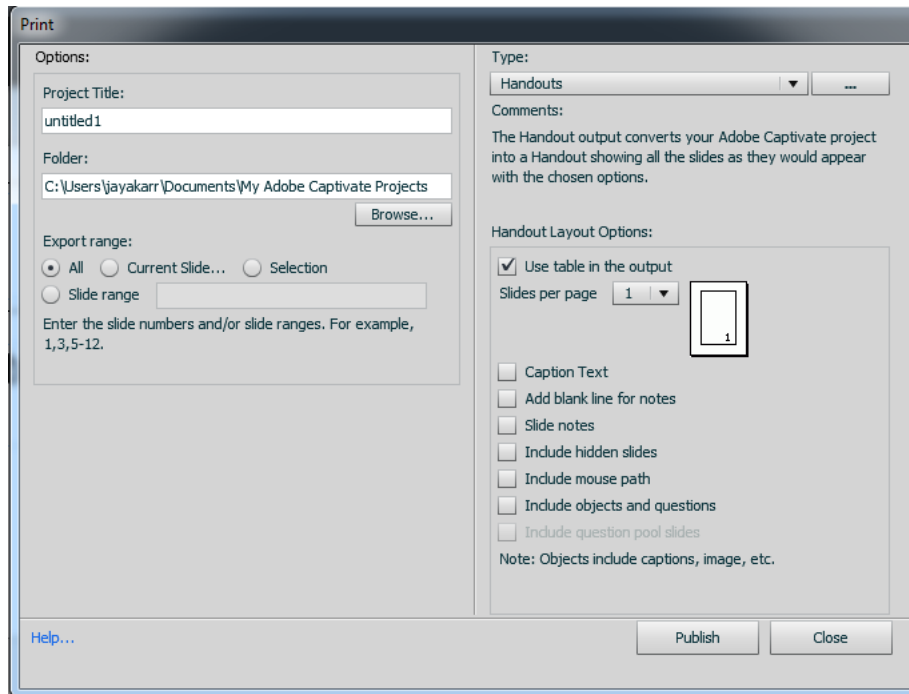 Print
Options:
Project Title:
untitled1
Folder:
C:\Users\jayakarr\Documents\My Adobe Captivate Projects
Browse...
Export range:
All
Current Slide...
Selection
Slide range
Enter the slide numbers and/or slide ranges. For example,
1,3,5-12.
Type:
Handouts
...
Comments:
The Handout output converts your Adobe Captivate project
into a Handout showing all the slides as they would appear
with the chosen options.
Handout Layout Options:
Use table in the output
Slides per page
1
1
Caption Text
Add blank line for notes
Slide notes
Include hidden slides
Include mouse path
Include objects and questions
Include question pool slides
Note: Objects include captions, image, etc.
Help...
Publish
Close